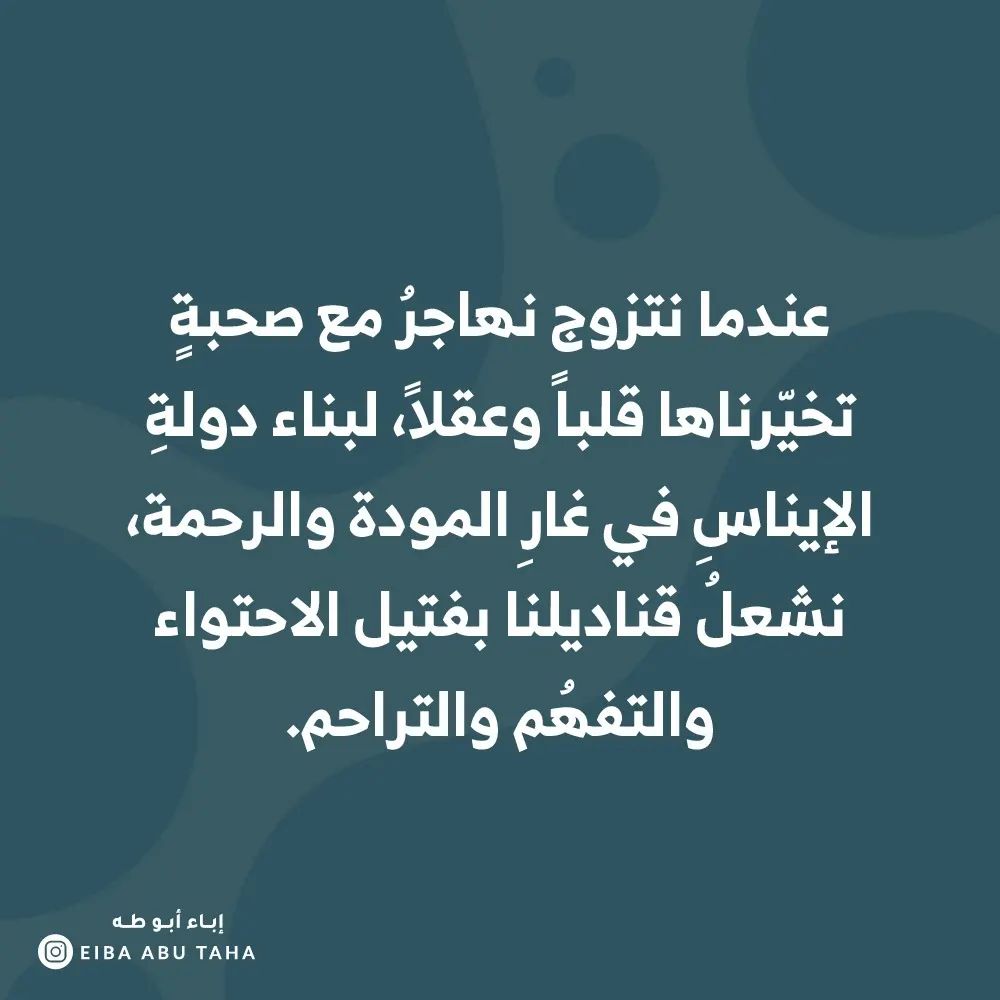 عندما نتزوج نهاجرُ مع صحبةٍ
تخيّرناها قلباً وعقلاً، لبناء دولةِ
الإيناسِ في غارِ المودة والرحمة،
نشعلُ قناديلنا بفتيل الاحتواء
والتفهُم والتراحم.
إباء أبو طه
EIBA ABU TAHA